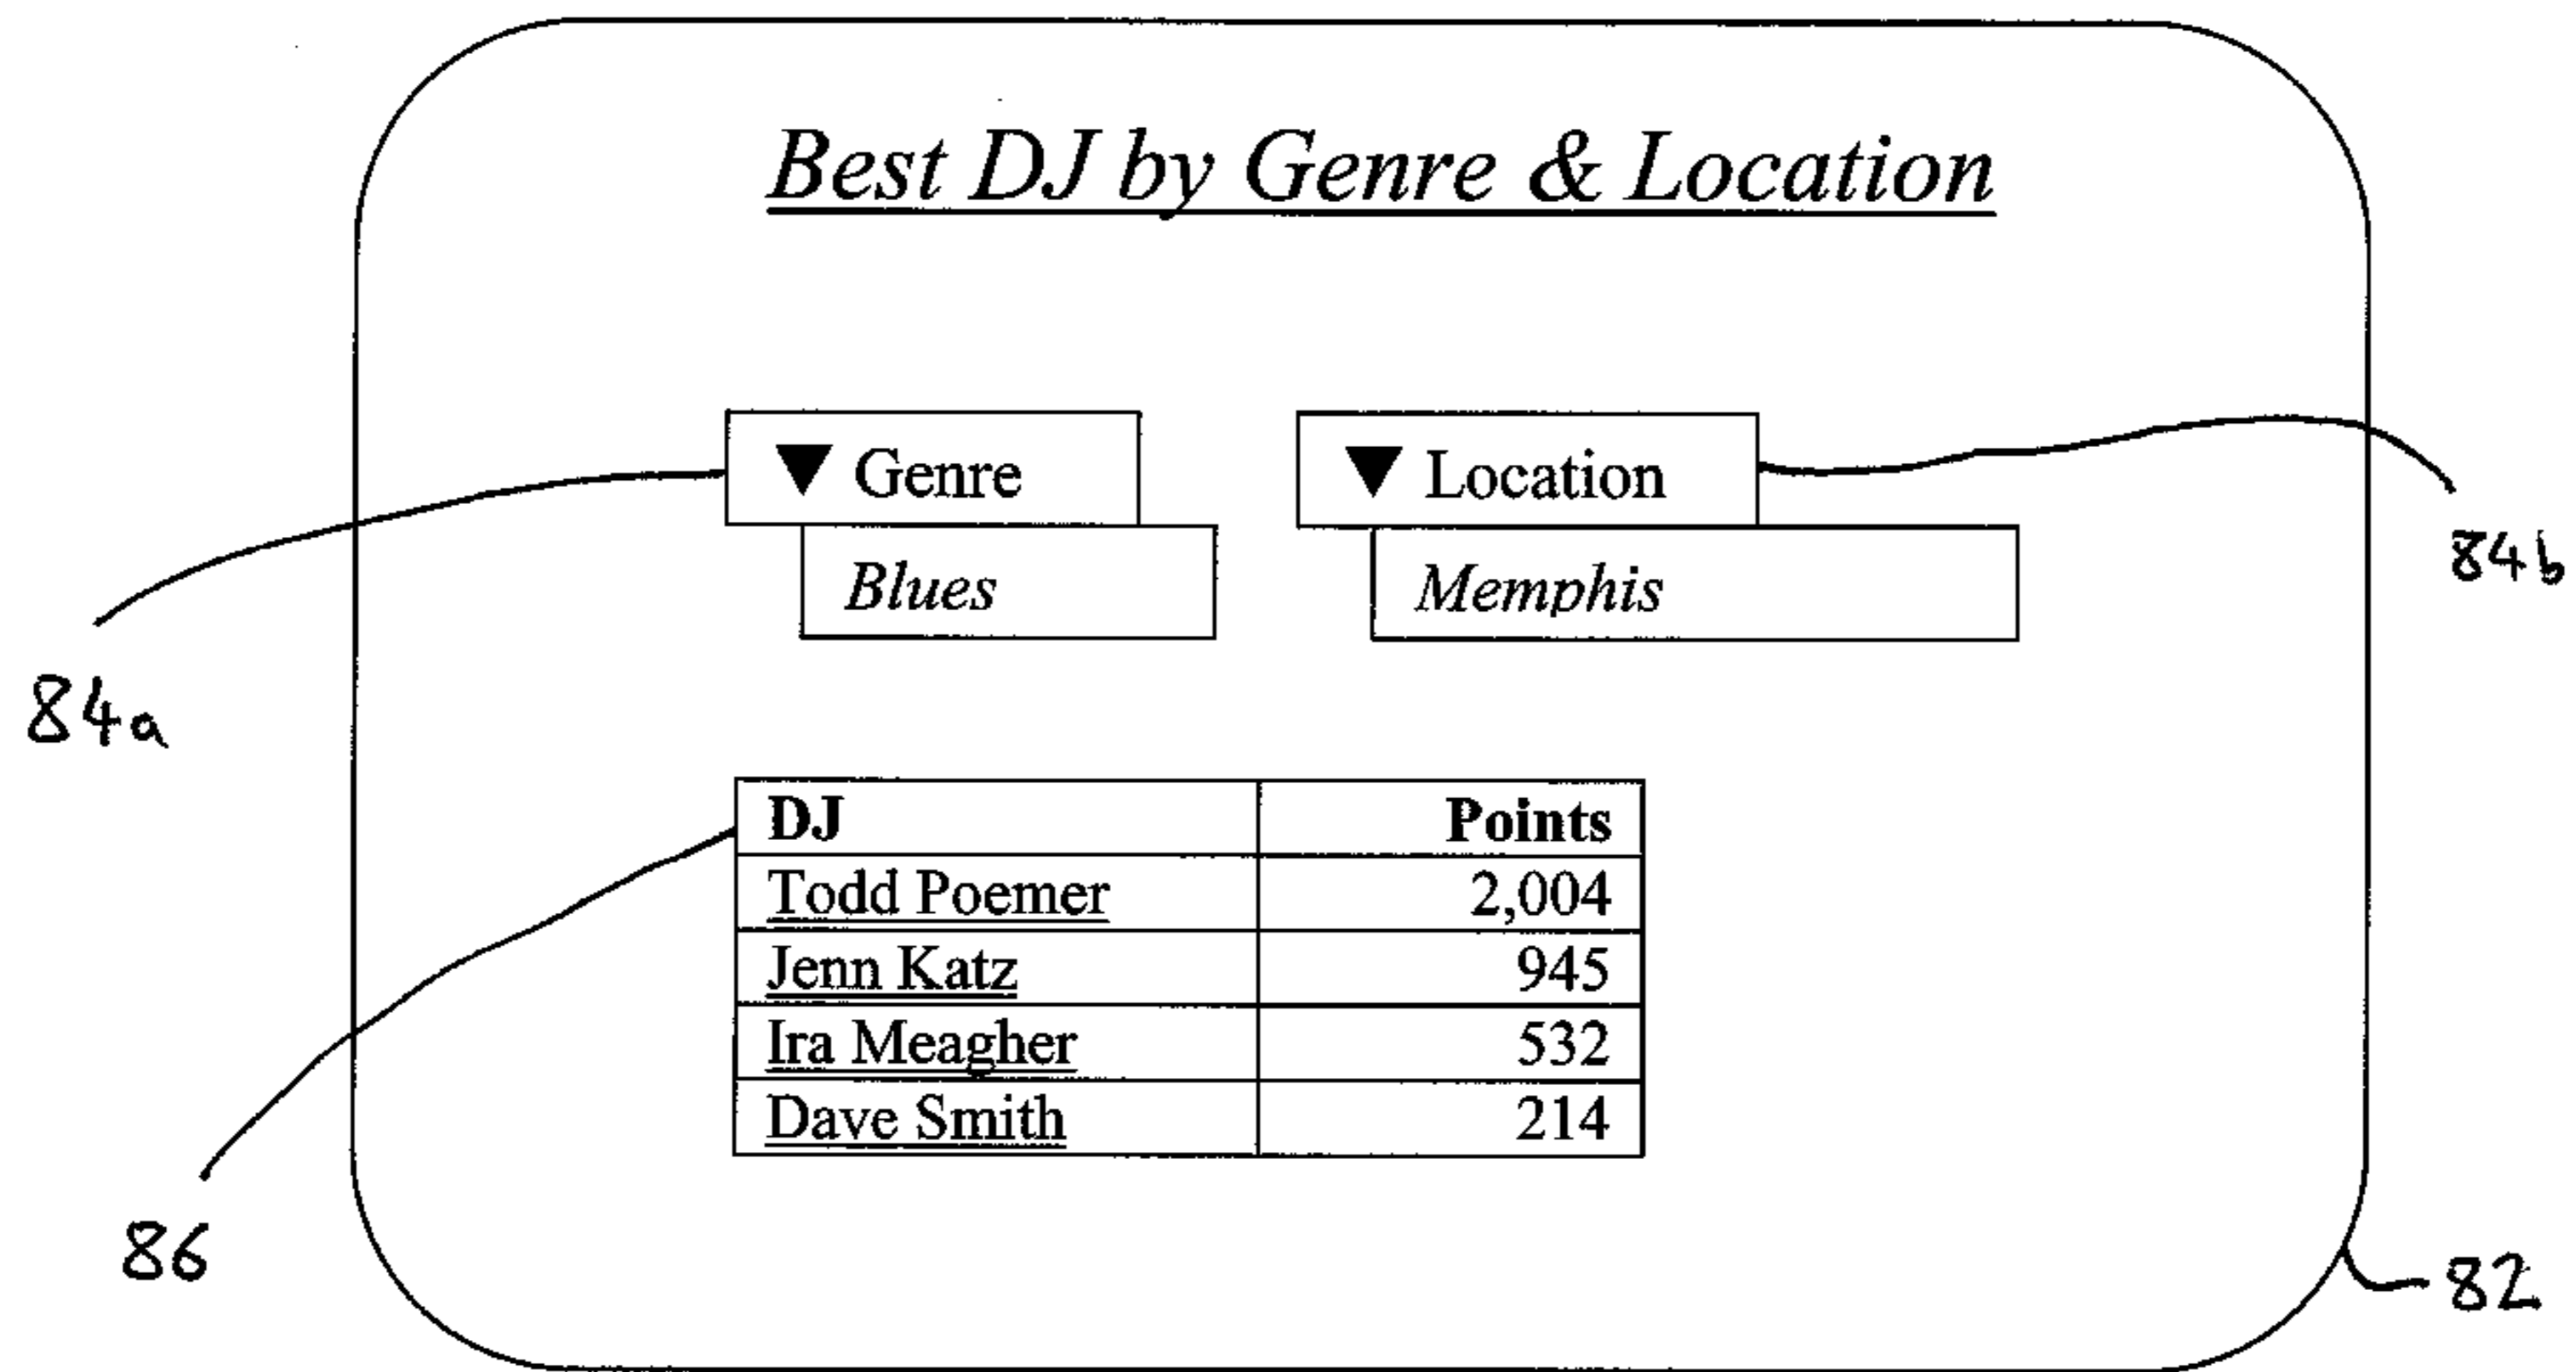 Best DJ by Genre & Location
▼ Genre ▼ Location
Blues Memphis
84b
84a
DJ Points
Todd Poemer 2,004
Jenn Katz 945
Ira Meagher 532
Dave Smith 214
86
82